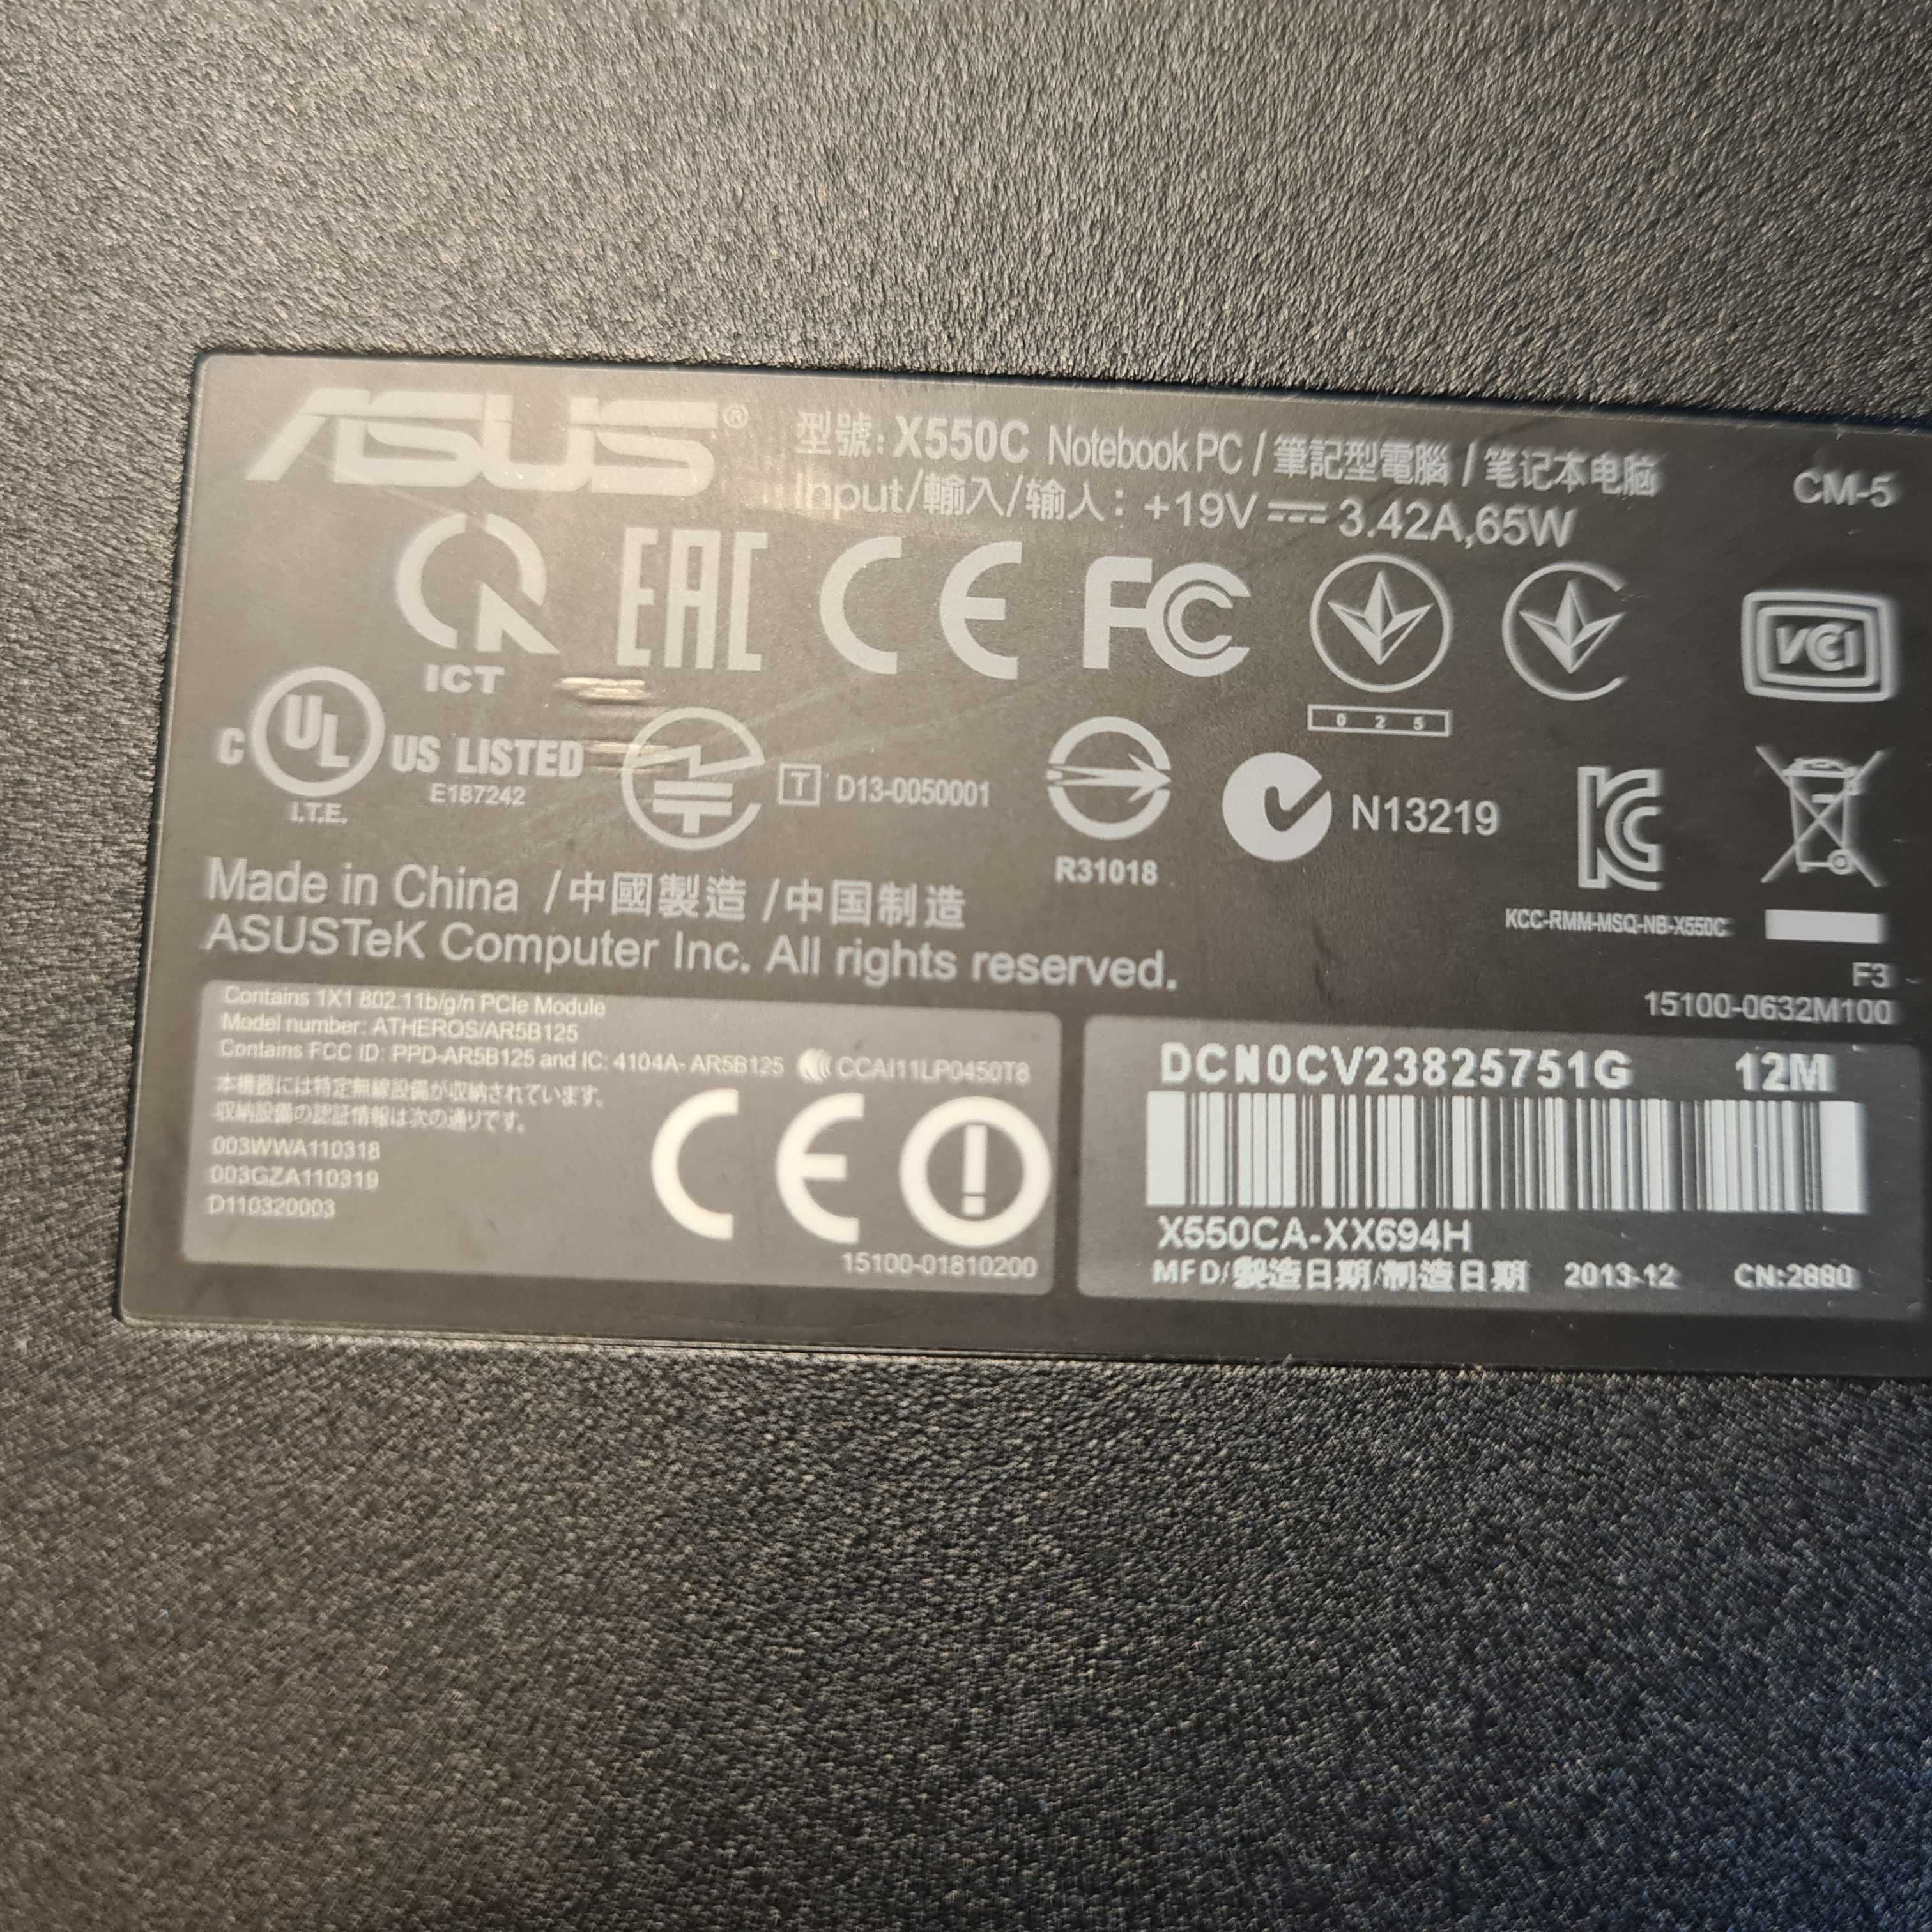 ASUS® 型號: X550C Notebook PC / 筆記型電腦 / 笔记本电脑
Input/輸入/输入: +19V ⎓ 3.42A,65W
CM-5
ICT
EAC
CE
FC
0 2 5
VCI
C UL US LISTED
I.T.E. E187242
T D13-0050001
R31018
N13219
KCC-RMM-MSQ-NB-X550C
Made in China /中國製造 /中国制造
ASUSTeK Computer Inc. All rights reserved.
F3
15100-0632M100
Contains 1X1 802.11b/g/n PCIe Module
Model number: ATHEROS/AR5B125
Contains FCC ID: PPD-AR5B125 and IC: 4104A- AR5B125 CCAI11LP0450T8
本機器には特定無線設備が収納されています。
収納設備の認証情報は次の通りです。
003WWA110318
003GZA110319
D110320003
CE
15100-01810200
DCN0CV23825751G 12M
X550CA-XX694H
MFD/製造日期/制造日期 2013-12 CN:2880